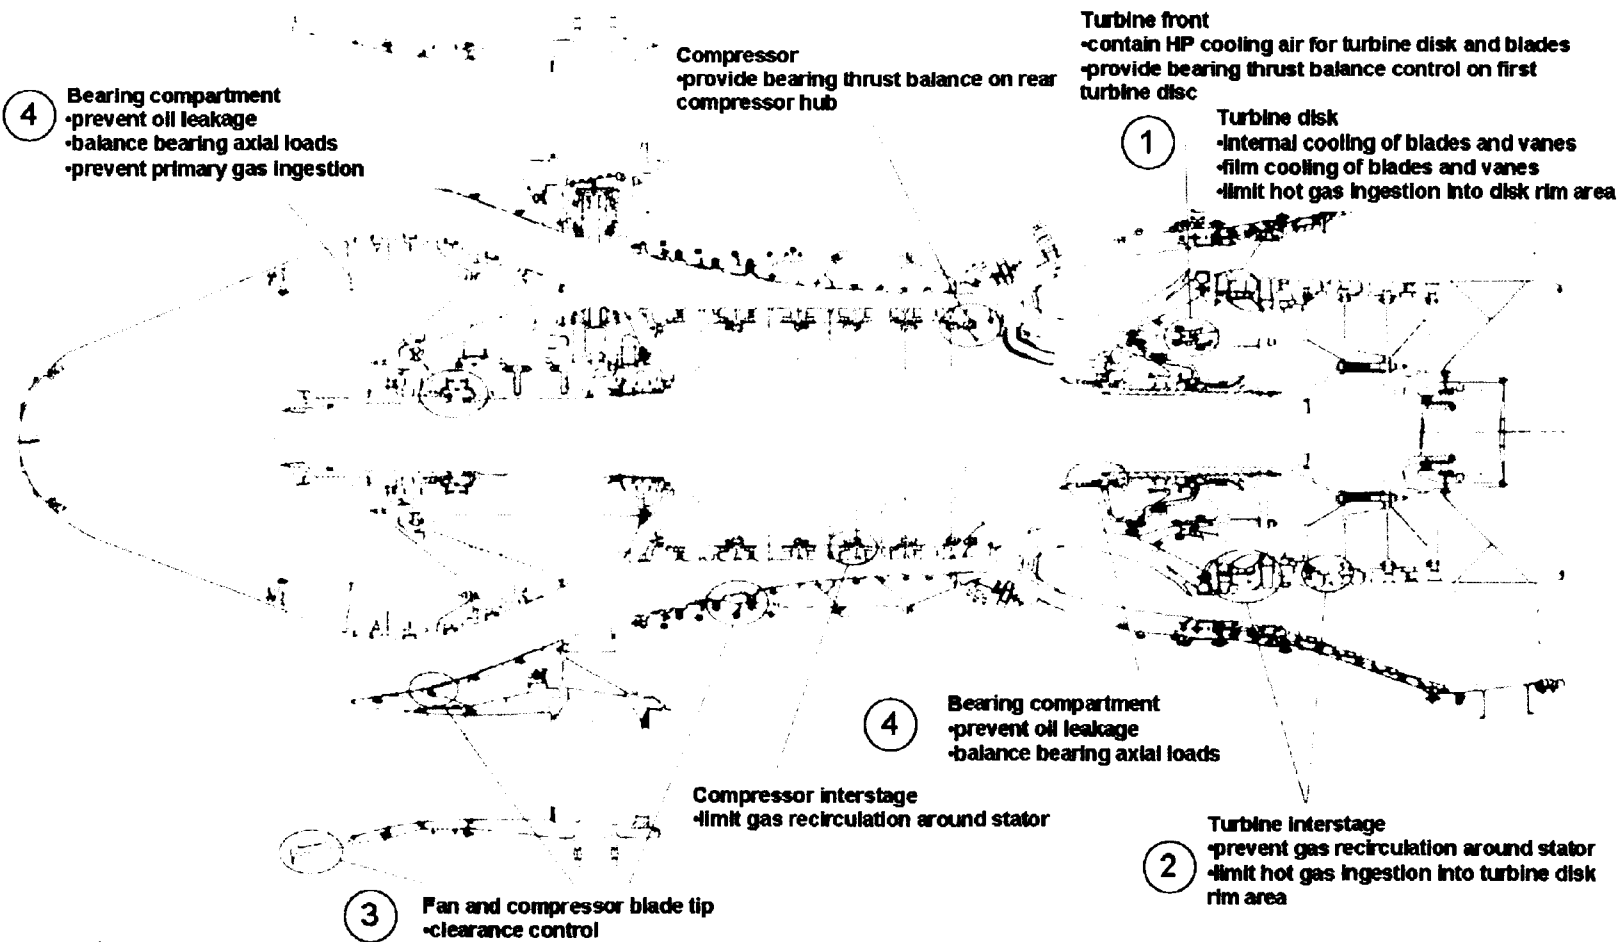 Turbine front
•contain HP cooling air for turbine disk and blades
•provide bearing thrust balance control on first
turbine disc
Compressor
•provide bearing thrust balance on rear
compressor hub
4
Bearing compartment
•prevent oil leakage
•balance bearing axial loads
•prevent primary gas ingestion
1
Turbine disk
•internal cooling of blades and vanes
•film cooling of blades and vanes
•limit hot gas ingestion into disk rim area
4
Bearing compartment
•prevent oil leakage
•balance bearing axial loads
Compressor interstage
•limit gas recirculation around stator
2
Turbine interstage
•prevent gas recirculation around stator
•limit hot gas ingestion into turbine disk
rim area
3
Fan and compressor blade tip
•clearance control